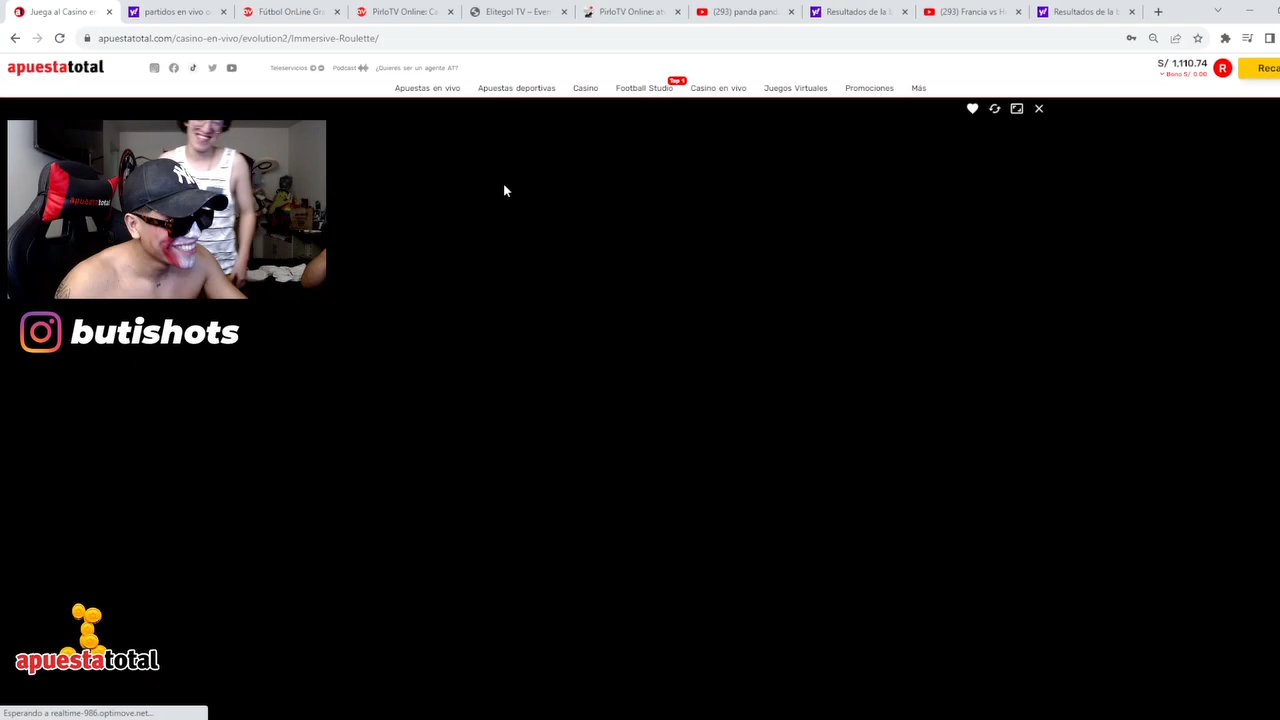 Juega al Casino e
partidos en vivo o
Fútbol OnLine Gra
PirloTV Online: C
Elitegol TV – Eve
PirloTV Online: at
(293) panda pand
Resultados de la b
(293) Francia vs H
Resultados de la b
apuestatotal.com/casino-en-vivo/evolution2/Immersive-Roulette/
apuestatotal
Teleservicios
Podcast
¿Quieres ser un agente AT?
S/ 1,110.74
Bono S/ 0.00
R
Reca
Top 1
Apuestas en vivo
Apuestas deportivas
Casino
Football Studio
Casino en vivo
Juegos Virtuales
Promociones
Más
apuestatotal
butishots
apuestatotal
Esperando a realtime-986.optimove.net...